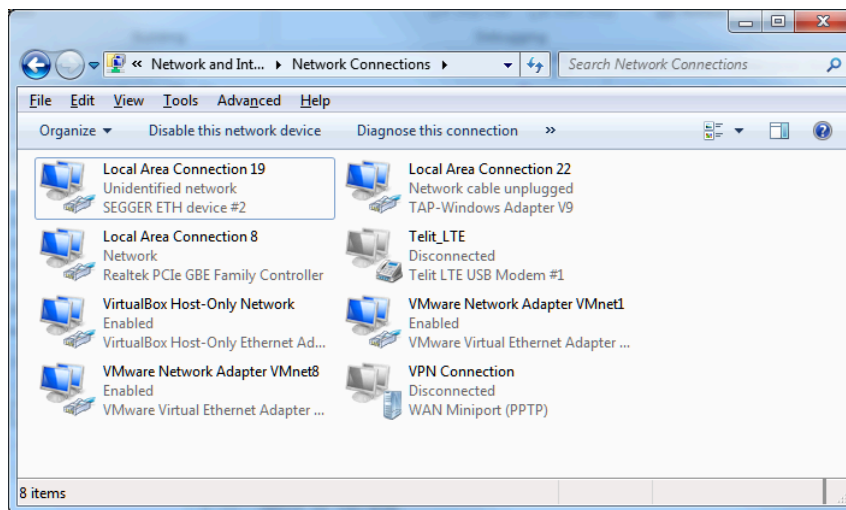 « Network and Int... ▸ Network Connections ▸
Search Network Connections
File Edit View Tools Advanced Help
Organize Disable this network device Diagnose this connection »
Local Area Connection 19
Unidentified network
SEGGER ETH device #2
Local Area Connection 22
Network cable unplugged
TAP-Windows Adapter V9
Local Area Connection 8
Network
Realtek PCIe GBE Family Controller
Telit_LTE
Disconnected
Telit LTE USB Modem #1
VirtualBox Host-Only Network
Enabled
VirtualBox Host-Only Ethernet Ad...
VMware Network Adapter VMnet1
Enabled
VMware Virtual Ethernet Adapter ...
VMware Network Adapter VMnet8
Enabled
VMware Virtual Ethernet Adapter ...
VPN Connection
Disconnected
WAN Miniport (PPTP)
8 items